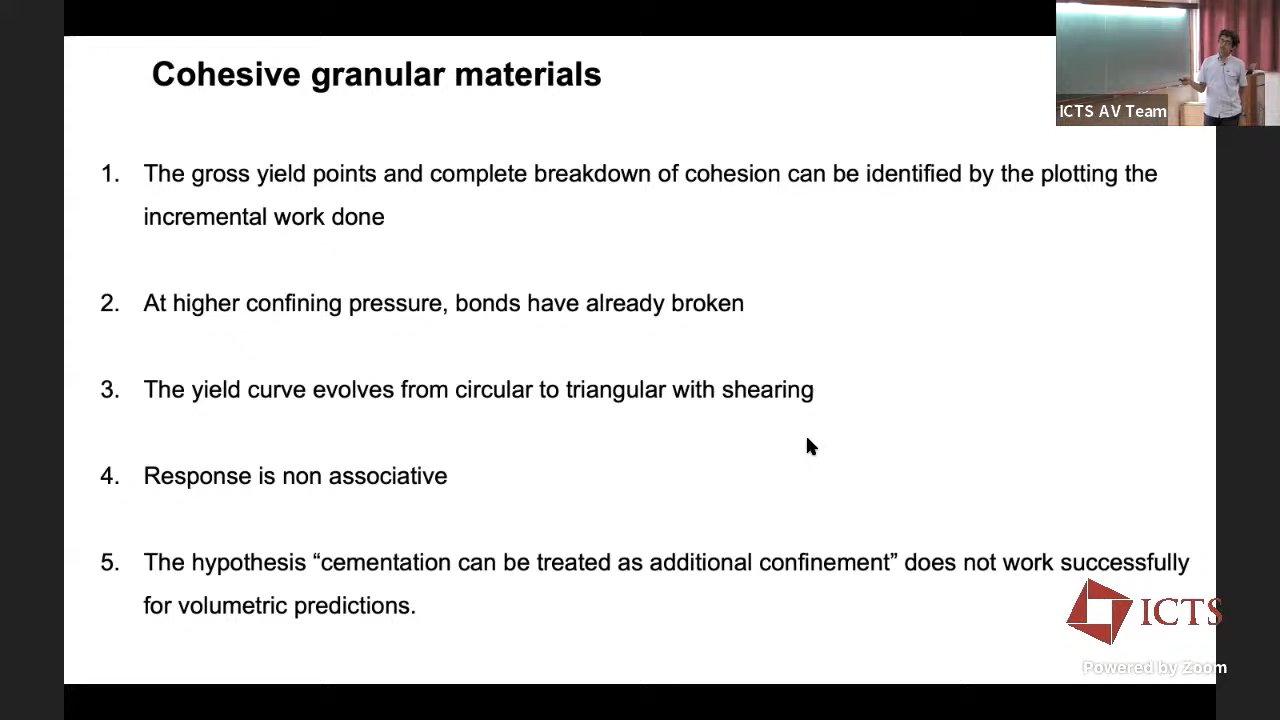 Cohesive granular materials
ICTS AV Team
1. The gross yield points and complete breakdown of cohesion can be identified by the plotting the
incremental work done
2. At higher confining pressure, bonds have already broken
3. The yield curve evolves from circular to triangular with shearing
4. Response is non associative
5. The hypothesis “cementation can be treated as additional confinement” does not work successfully
for volumetric predictions.
ICTS
Powered by Zoom